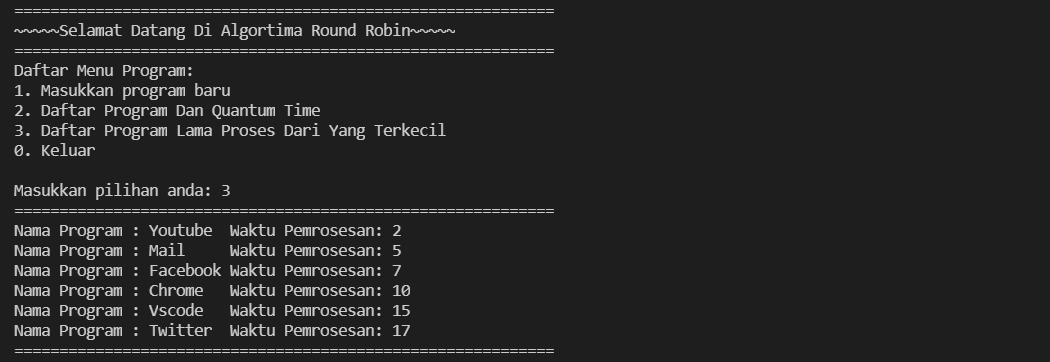 ============================================================
~~~~~Selamat Datang Di Algortima Round Robin~~~~~
============================================================
Daftar Menu Program:
1. Masukkan program baru
2. Daftar Program Dan Quantum Time
3. Daftar Program Lama Proses Dari Yang Terkecil
0. Keluar
Masukkan pilihan anda: 3
============================================================
Nama Program : Youtube  Waktu Pemrosesan: 2
Nama Program : Mail     Waktu Pemrosesan: 5
Nama Program : Facebook Waktu Pemrosesan: 7
Nama Program : Chrome   Waktu Pemrosesan: 10
Nama Program : Vscode   Waktu Pemrosesan: 15
Nama Program : Twitter  Waktu Pemrosesan: 17
============================================================